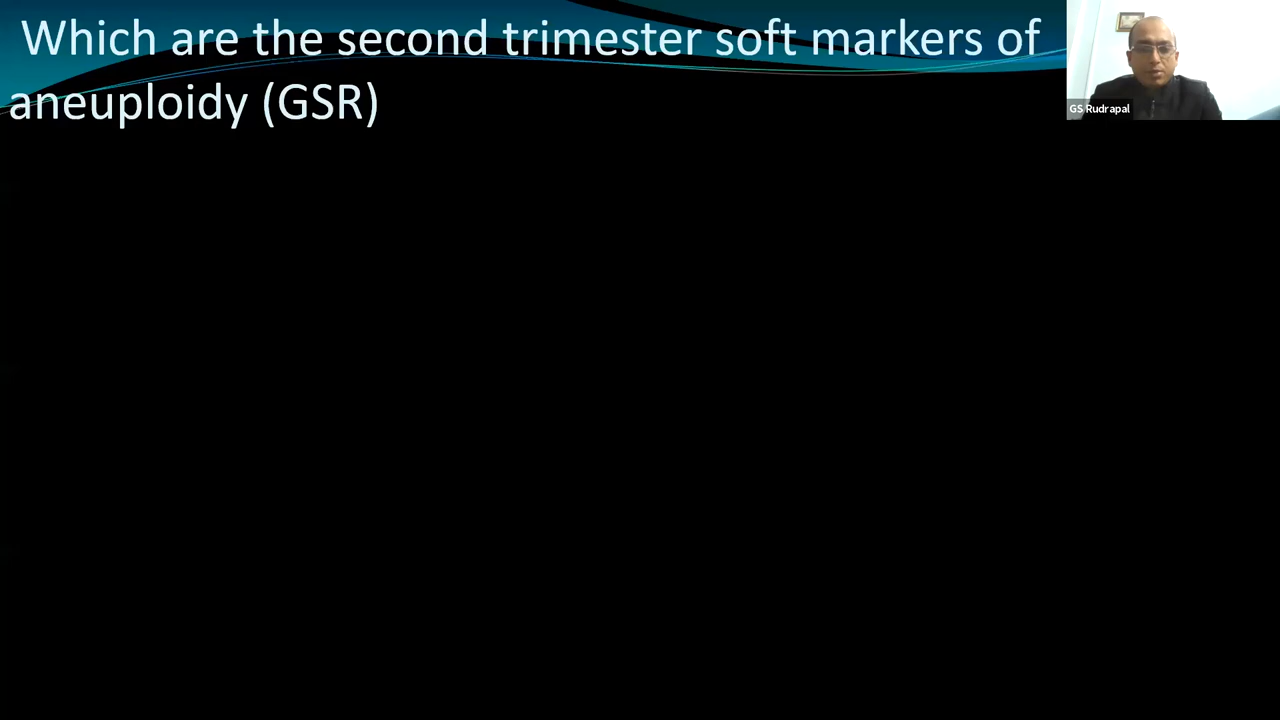 Which are the second trimester soft markers of
aneuploidy (GSR)
GS Rudrapal